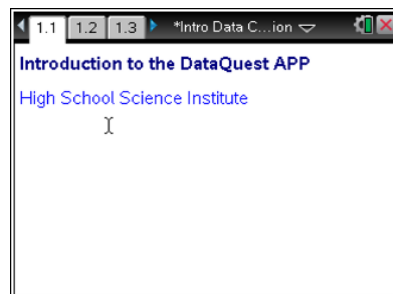 1.1 1.2 1.3 *Intro Data C...ion
Introduction to the DataQuest APP
High School Science Institute